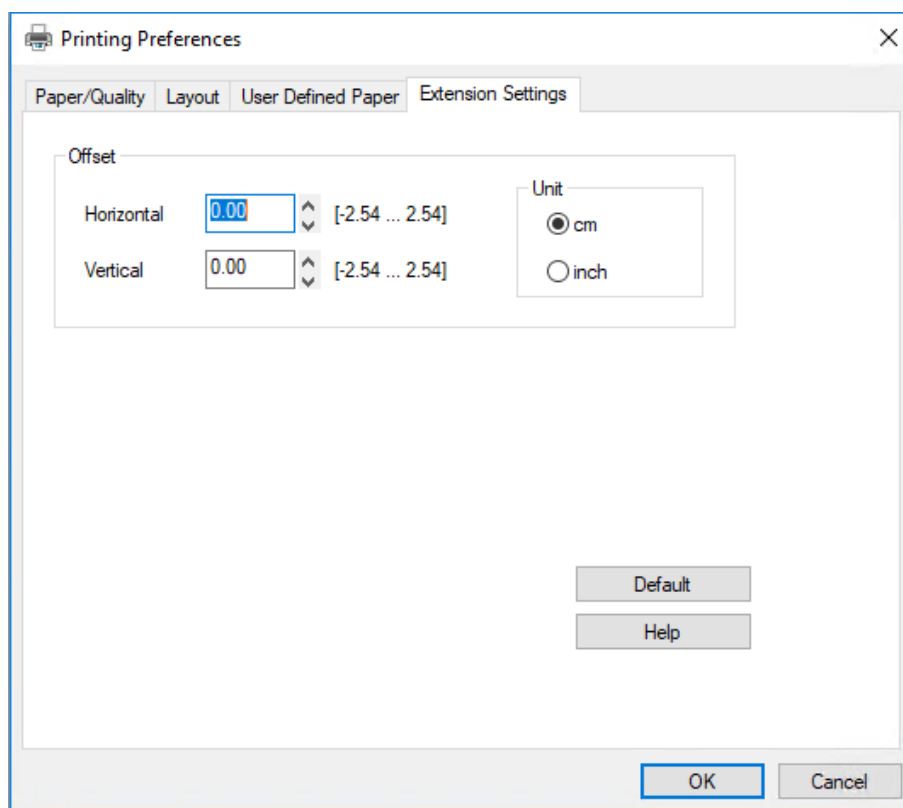 Printing Preferences
Paper/Quality Layout User Defined Paper Extension Settings
Offset
Unit
Horizontal 0.00 [-2.54 ... 2.54]
cm
Vertical 0.00 [-2.54 ... 2.54]
inch
Default
Help
OK Cancel